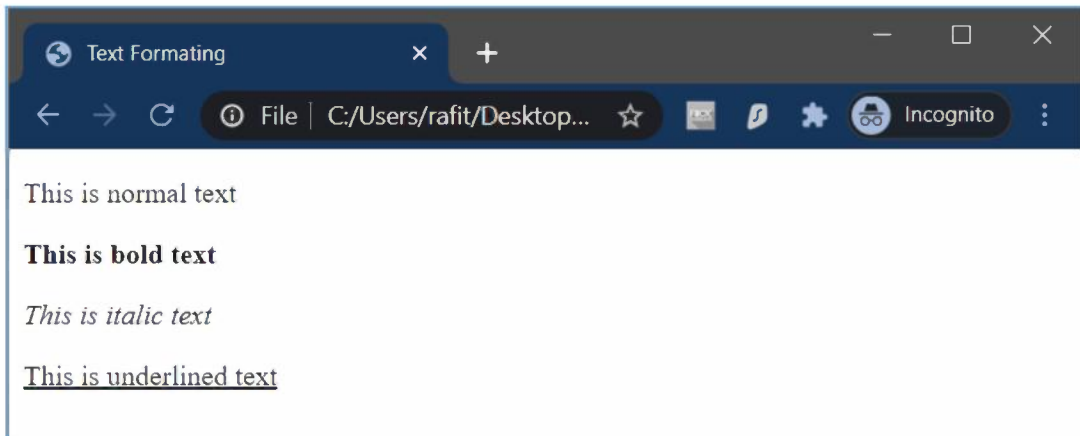 Text Formating
File C:/Users/rafit/Desktop... Incognito
This is normal text
This is bold text
This is italic text
This is underlined text